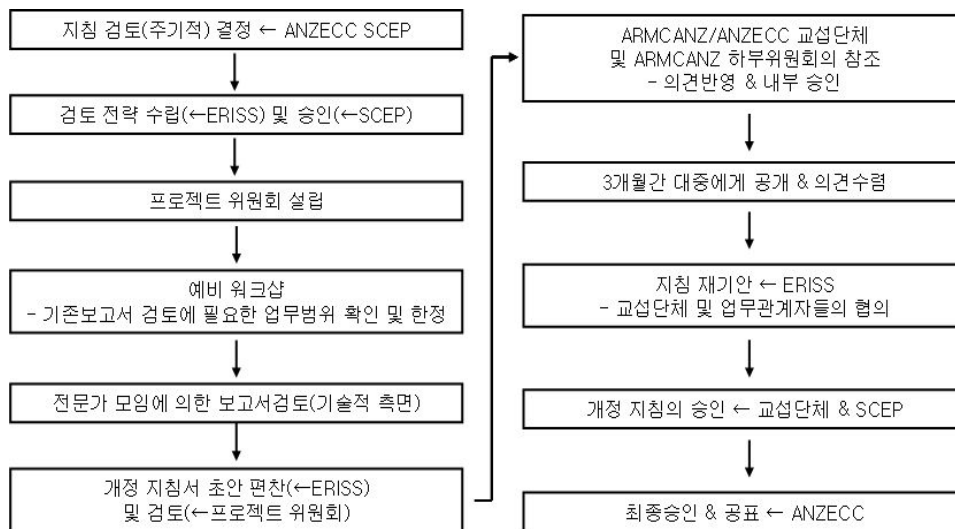 지침 검토(주기적) 결정 ← ANZECC SCEP
검토 전략 수립(←ERISS) 및 승인(←SCEP)
프로젝트 위원회 설립
예비 워크샵
- 기존보고서 검토에 필요한 업무범위 확인 및 한정
전문가 모임에 의한 보고서검토(기술적 측면)
개정 지침서 초안 편찬(←ERISS)
및 검토(←프로젝트 위원회)
ARMCANZ/ANZECC 교섭단체
및 ARMCANZ 하부위원회의 참조
- 의견반영 & 내부 승인
3개월간 대중에게 공개 & 의견수렴
지침 재기안 ← ERISS
- 교섭단체 및 업무관계자들의 협의
개정 지침의 승인 ← 교섭단체 & SCEP
최종승인 & 공표 ← ANZECC